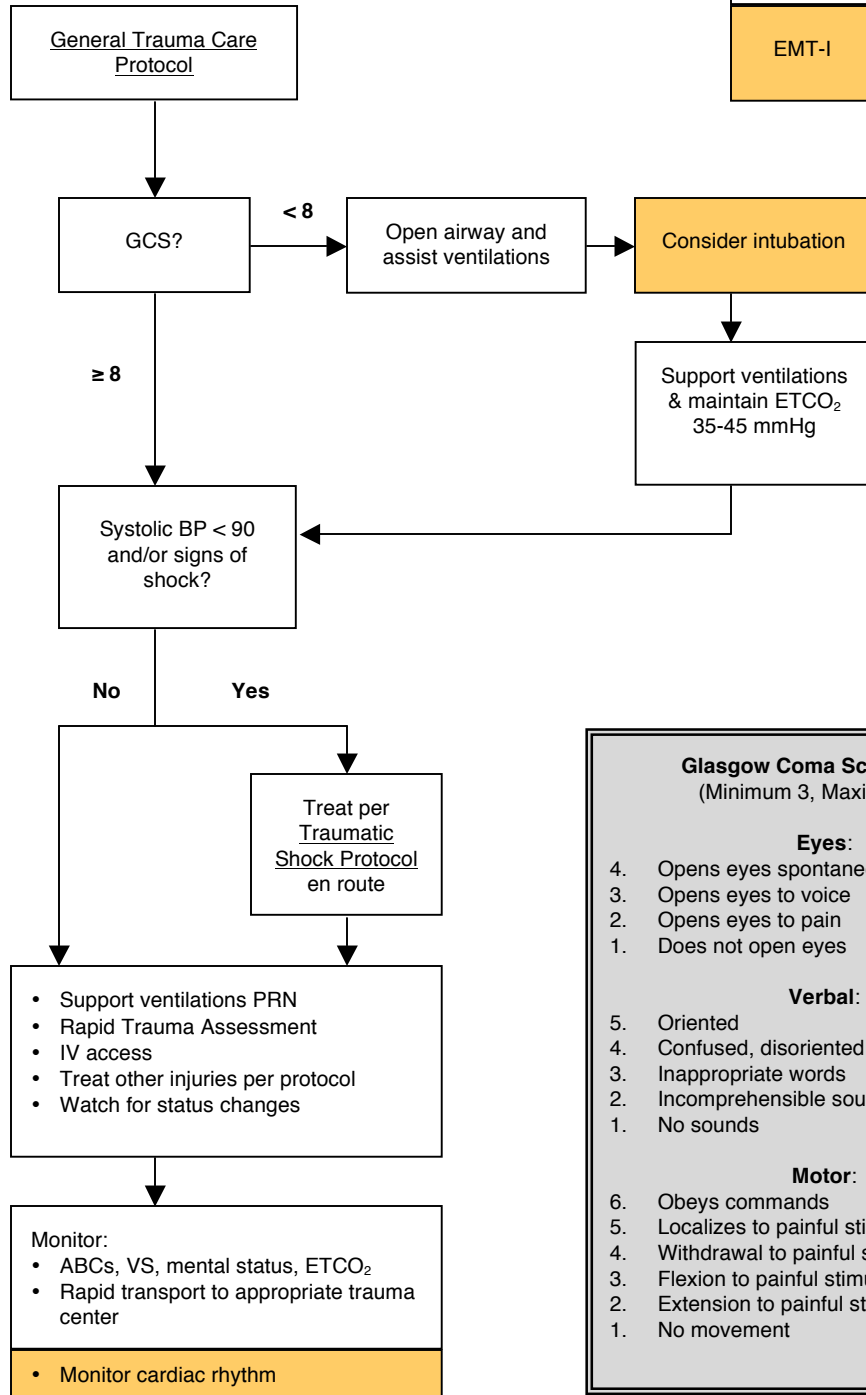 General Trauma Care
Protocol
EMT-I
GCS?
< 8
Open airway and
assist ventilations
Consider intubation
≥ 8
Support ventilations
& maintain ETCO₂
35-45 mmHg
Systolic BP < 90
and/or signs of
shock?
No
Yes
Treat per
Traumatic
Shock Protocol
en route
• Support ventilations PRN
• Rapid Trauma Assessment
• IV access
• Treat other injuries per protocol
• Watch for status changes
Monitor:
• ABCs, VS, mental status, ETCO₂
• Rapid transport to appropriate trauma
center
• Monitor cardiac rhythm
Glasgow Coma Sc
(Minimum 3, Maxi
Eyes:
4. Opens eyes spontane
3. Opens eyes to voice
2. Opens eyes to pain
1. Does not open eyes
Verbal:
5. Oriented
4. Confused, disoriented
3. Inappropriate words
2. Incomprehensible sou
1. No sounds
Motor:
6. Obeys commands
5. Localizes to painful sti
4. Withdrawal to painful s
3. Flexion to painful stimu
2. Extension to painful st
1. No movement